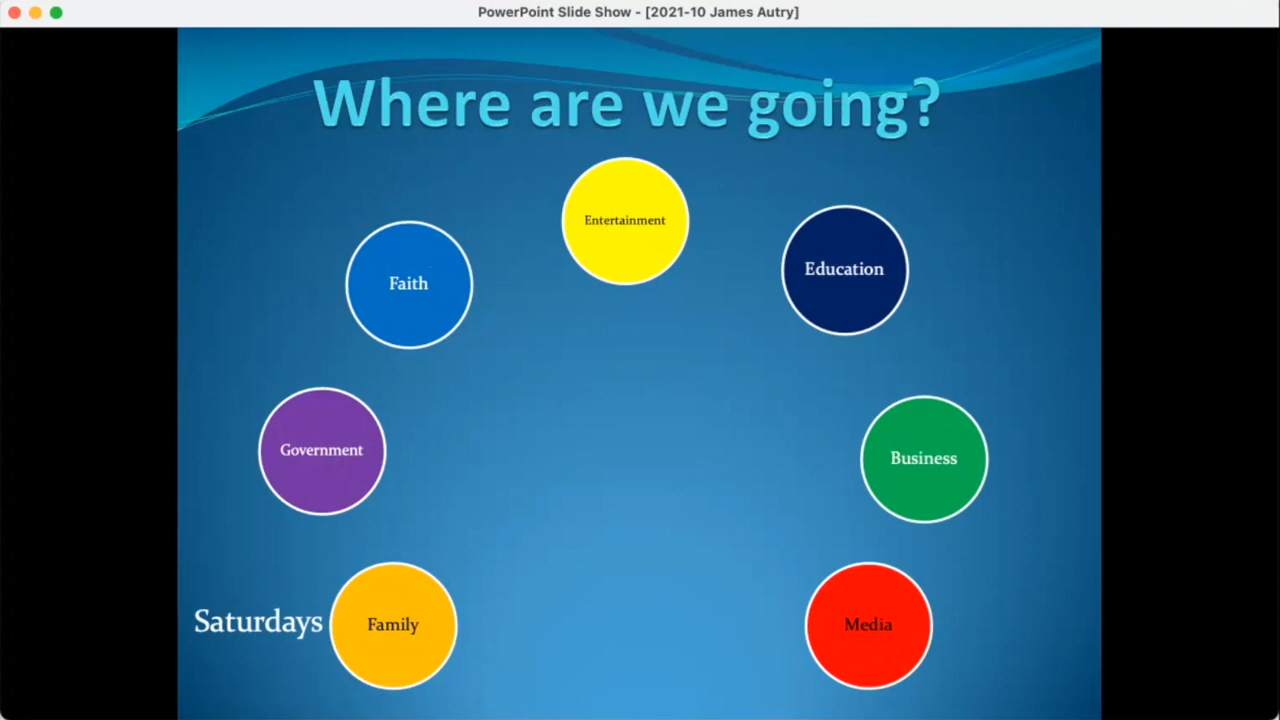 PowerPoint Slide Show - [2021-10 James Autry]
Where are we going?
Entertainment
Education
Faith
Government
Business
Saturdays
Family
Media